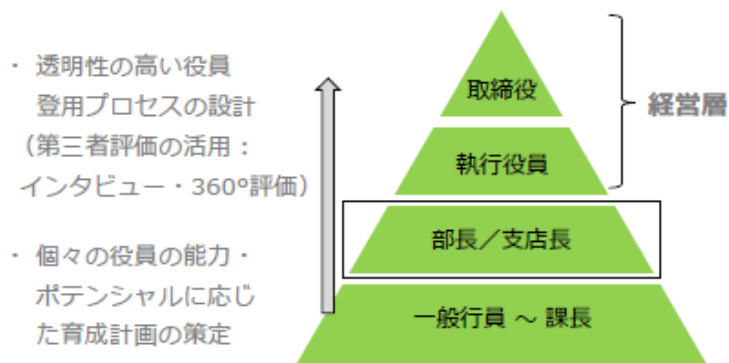 ・ 透明性の高い役員
登用プロセスの設計
（第三者評価の活用：
インタビュー・360°評価）
・ 個々の役員の能力・
ポテンシャルに応じ
た育成計画の策定
取締役
執行役員
部長／支店長
一般行員 ～ 課長
経営層